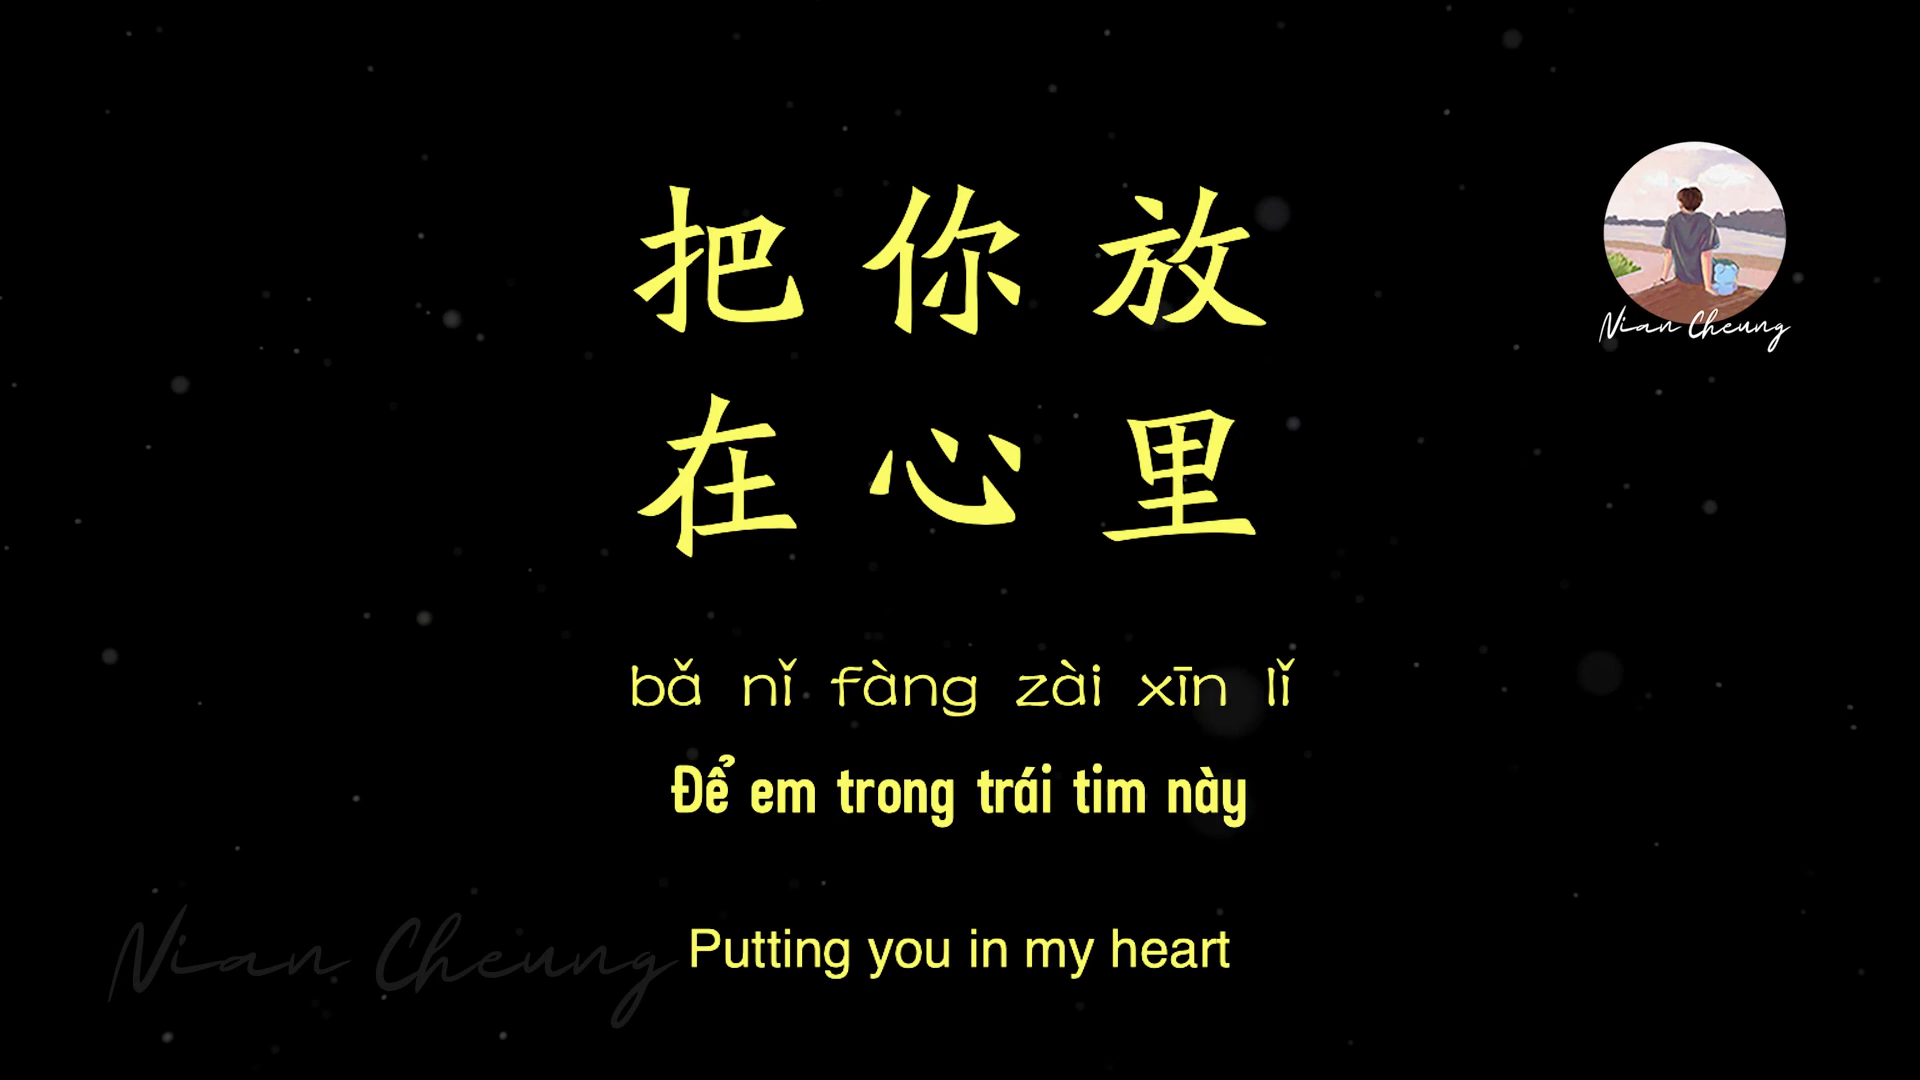 把你放
在心里
bǎ nǐ fàng zài xīn lǐ
Để em trong trái tim này
Putting you in my heart
Nian Cheung
Nian Cheung